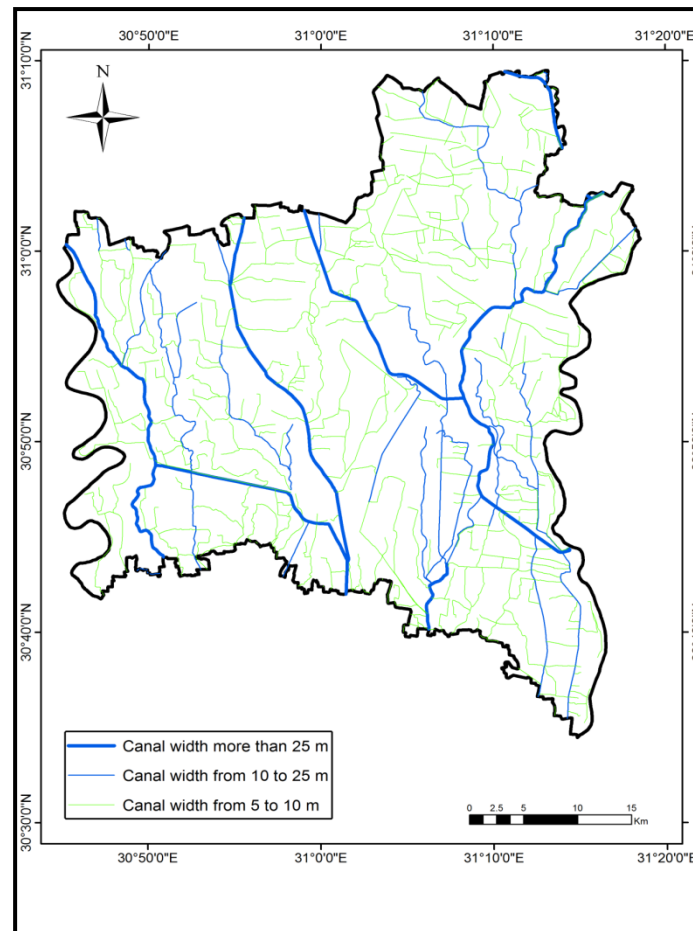 30°50'0"E 31°0'0"E 31°10'0"E 31°20'0"E
31°10'0"N
N
31°0'0"N
30°50'0"N
30°40'0"N
30°30'0"N
Canal width more than 25 m
Canal width from 10 to 25 m
Canal width from 5 to 10 m
0 2.5 5 10 15
Km
30°50'0"E 31°0'0"E 31°10'0"E 31°20'0"E